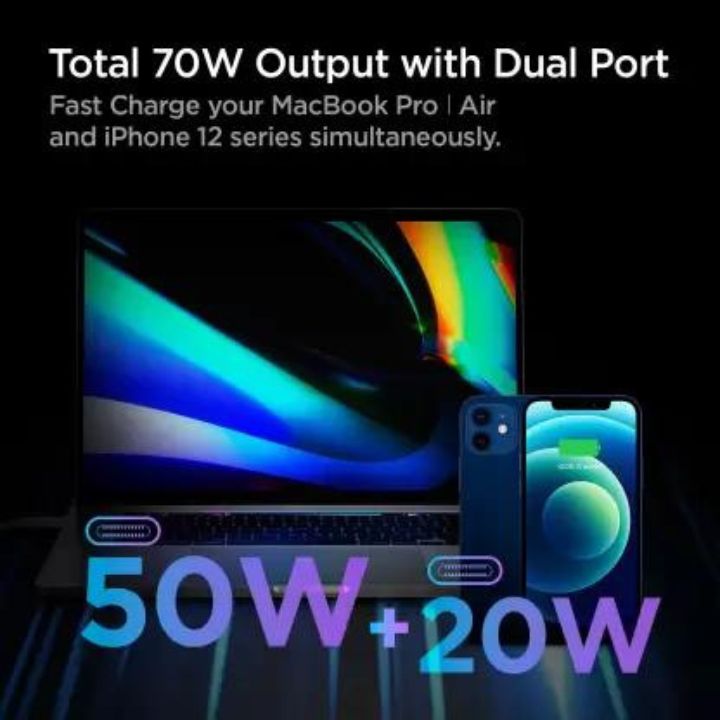 Total 70W Output with Dual Port
Fast Charge your MacBook Pro | Air
and iPhone 12 series simultaneously.
50W + 20W